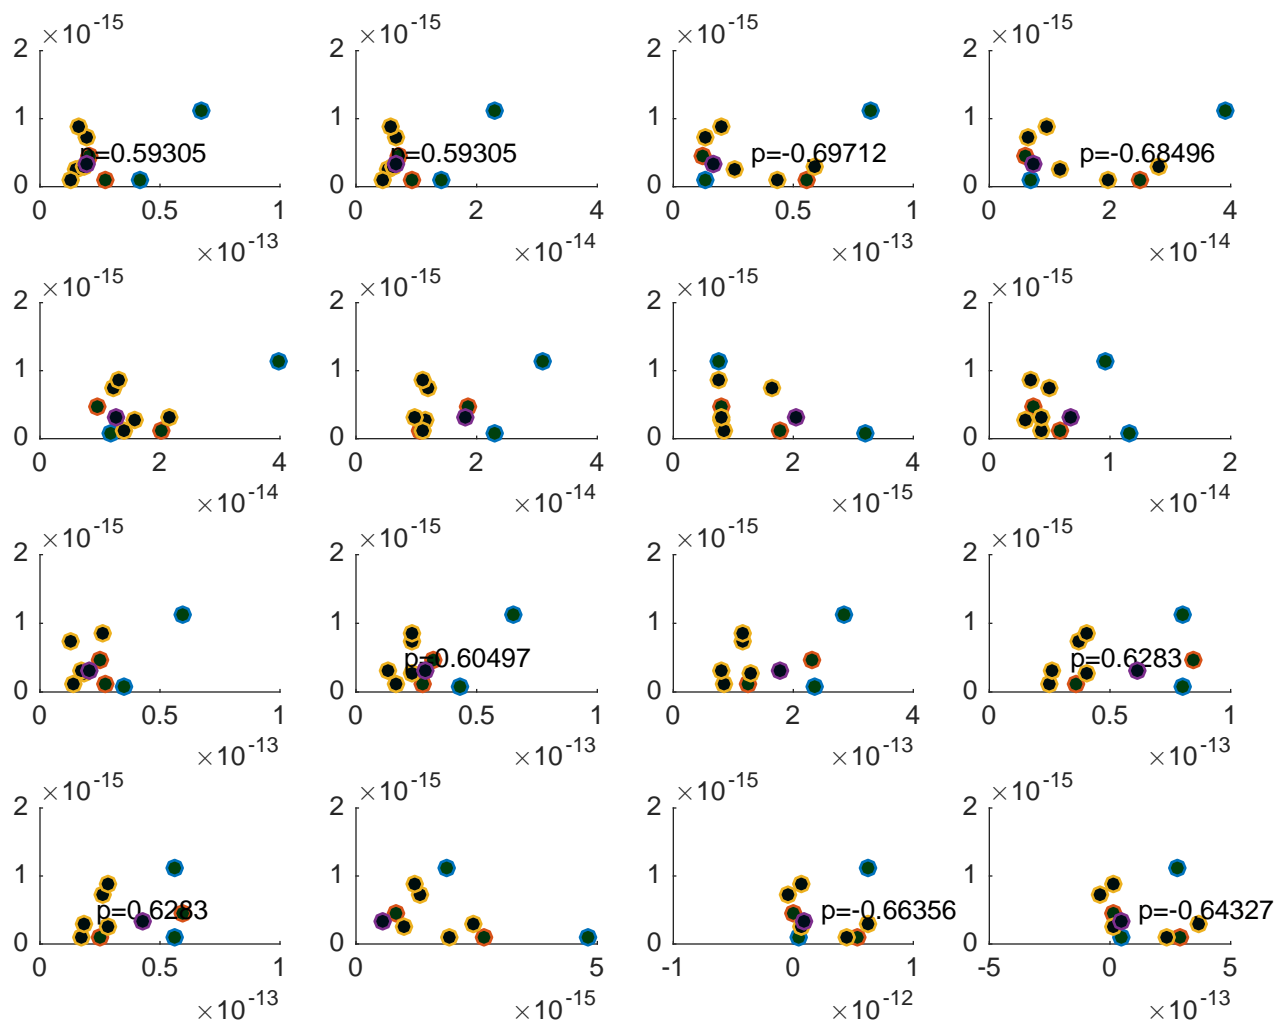 ×10-15 ×10-15 ×10-15 ×10-15
2 2 2 2
1 1 1 1
p=0.59305 p=0.59305 p=-0.69712 p=-0.68496
0 0 0 0
0 0.5 1 0 2 4 0 0.5 1 0 2 4
×10-13 ×10-14 ×10-13 ×10-14
×10-15 ×10-15 ×10-15 ×10-15
2 2 2 2
1 1 1 1
0 0 0 0
0 2 4 0 2 4 0 2 4 0 1 2
×10-14 ×10-14 ×10-15 ×10-14
×10-15 ×10-15 ×10-15 ×10-15
2 2 2 2
1 1 1 1
p=0.60497 p=0.6283
0 0 0 0
0 0.5 1 0 0.5 1 0 2 4 0 0.5 1
×10-13 ×10-13 ×10-13 ×10-13
×10-15 ×10-15 ×10-15 ×10-15
2 2 2 2
1 1 1 1
p=0.6283 p=-0.66356 p=-0.64327
0 0 0 0
0 0.5 1 0 5 -1 0 1 -5 0 5
×10-13 ×10-15 ×10-12 ×10-13